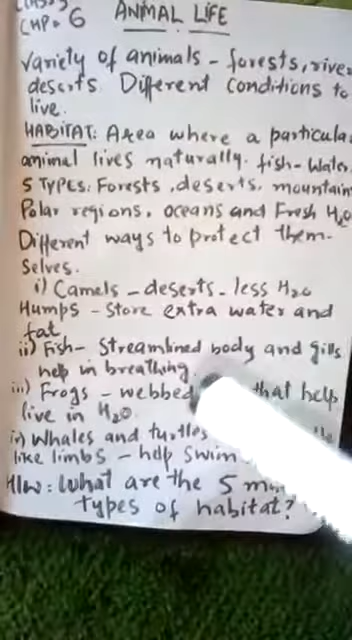 CHP- 6 ANIMAL LIFE
Variety of animals - forests, river
deserts Different Conditions to
live.
HABITAT: Area where a particular
animal lives naturally. fish - Water
5 TYPES: Forests, deserts, mountain
Polar regions, oceans and Fresh H2O
Different ways to protect them-
selves.
i) Camels - deserts - less H2O
Humps - Store extra water and
fat
ii) Fish - Streamlined body and gills
help in breathing.
iii) Frogs - webbed that help
live in H2O.
iv) Whales and turtles
like limbs - help swim
H/w: What are the 5
types of habitat?